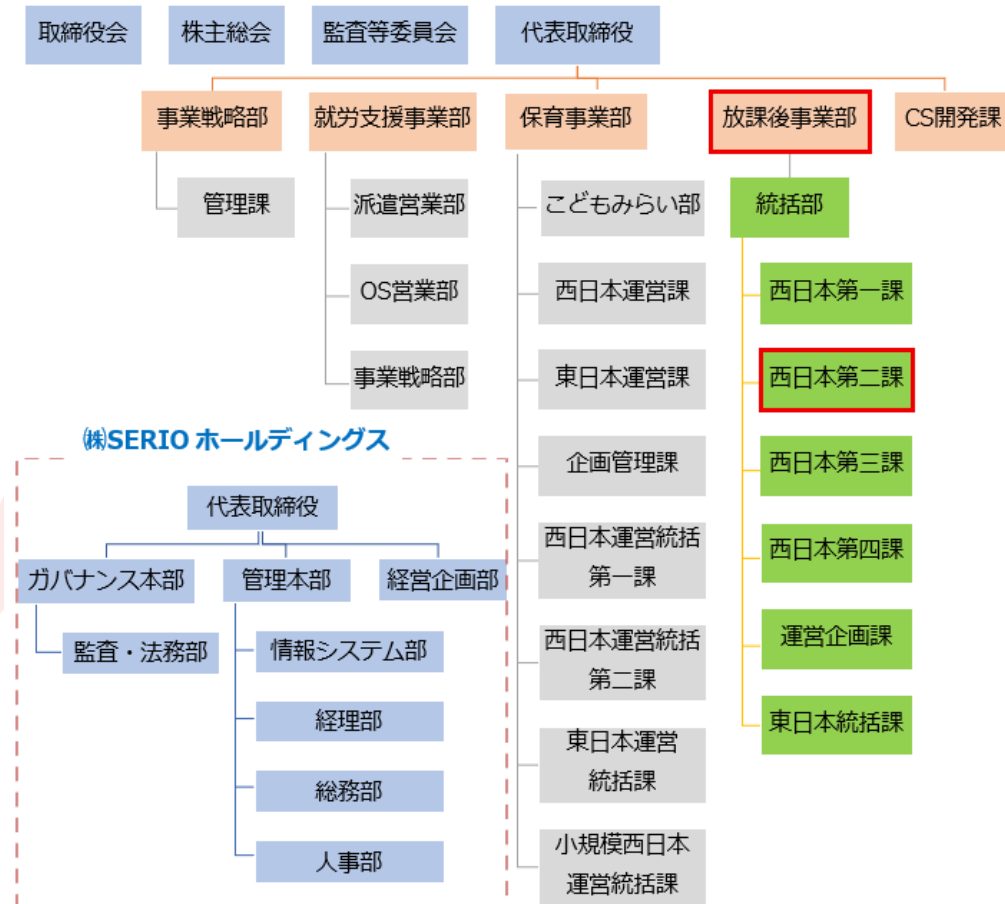 取締役会
株主総会
監査等委員会
代表取締役
事業戦略部
就労支援事業部
保育事業部
放課後事業部
CS開発課
管理課
派遣営業部
OS営業部
事業戦略部
こどもみらい部
西日本運営課
東日本運営課
企画管理課
西日本運営統括
第一課
西日本運営統括
第二課
東日本運営
統括課
小規模西日本
運営統括課
統括部
西日本第一課
西日本第二課
西日本第三課
西日本第四課
運営企画課
東日本統括課
㈱SERIO ホールディングス
代表取締役
ガバナンス本部
管理本部
経営企画部
監査・法務部
情報システム部
経理部
総務部
人事部